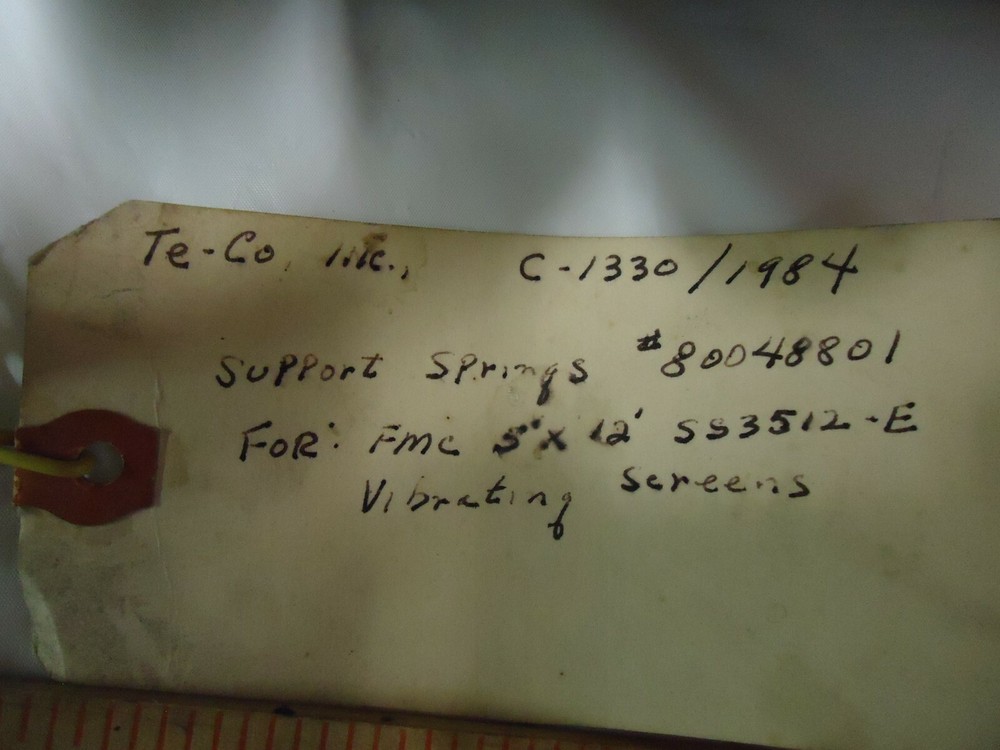 Te-Co, Inc., C-1330/1984
Support Springs #80048801
FOR: FMC 5' x 12' SS3512-E
Vibrating Screens